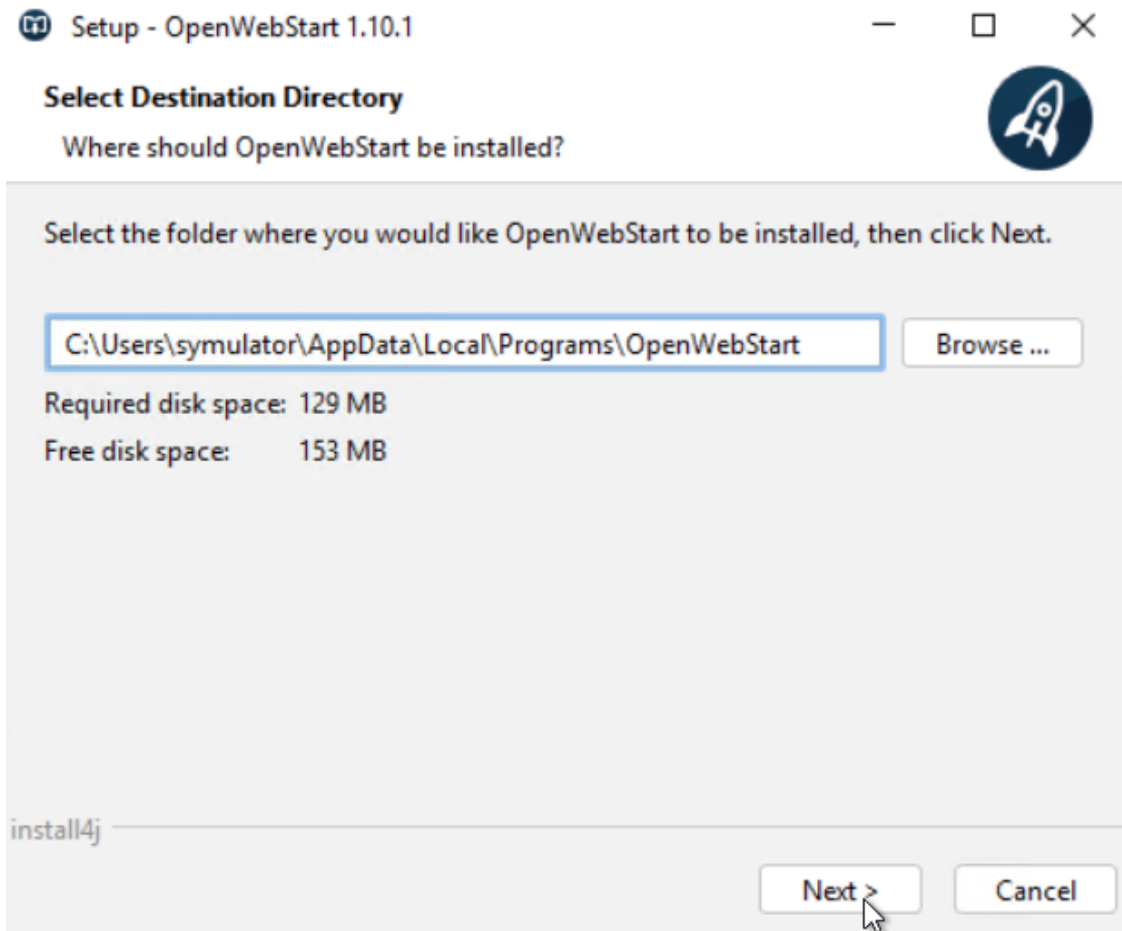 Setup - OpenWebStart 1.10.1
Select Destination Directory
Where should OpenWebStart be installed?
Select the folder where you would like OpenWebStart to be installed, then click Next.
C:\Users\symulator\AppData\Local\Programs\OpenWebStart
Browse ...
Required disk space: 129 MB
Free disk space: 153 MB
install4j
Next >
Cancel